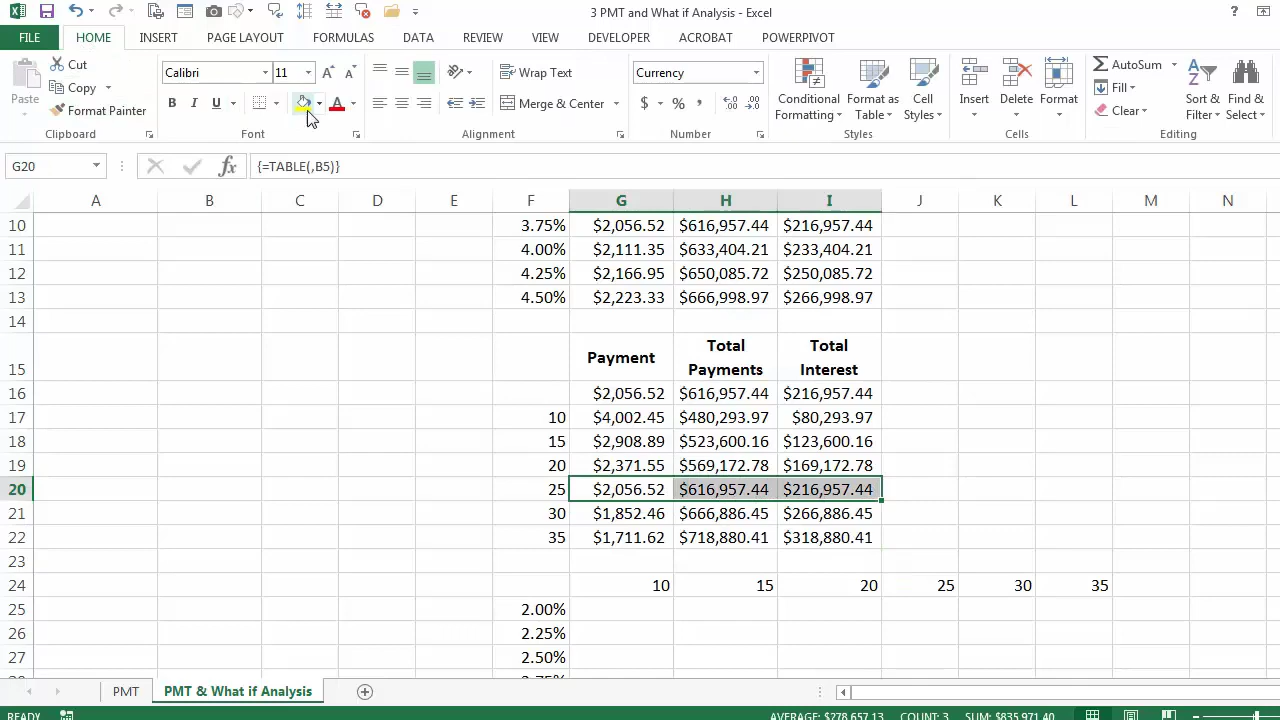 3 PMT and What if Analysis - Excel
FILE HOME INSERT PAGE LAYOUT FORMULAS DATA REVIEW VIEW DEVELOPER ACROBAT POWERPIVOT
Paste
Cut
Copy
Format Painter
Clipboard
Calibri 11
B I U
Font
Wrap Text
Merge & Center
Alignment
Currency
$ %
Number
Conditional Formatting
Format as Table
Cell Styles
Styles
Insert Delete Format
Cells
AutoSum
Fill
Clear
Sort & Filter
Find & Select
Editing
G20 fx {=TABLE(,B5)}
A B C D E F G H I J K L M N
10 3.75% $2,056.52 $616,957.44 $216,957.44
11 4.00% $2,111.35 $633,404.21 $233,404.21
12 4.25% $2,166.95 $650,085.72 $250,085.72
13 4.50% $2,223.33 $666,998.97 $266,998.97
14
15 Payment Total Payments Total Interest
16 $2,056.52 $616,957.44 $216,957.44
17 10 $4,002.45 $480,293.97 $80,293.97
18 15 $2,908.89 $523,600.16 $123,600.16
19 20 $2,371.55 $569,172.78 $169,172.78
20 25 $2,056.52 $616,957.44 $216,957.44
21 30 $1,852.46 $666,886.45 $266,886.45
22 35 $1,711.62 $718,880.41 $318,880.41
23
24 10 15 20 25 30 35
25 2.00%
26 2.25%
27 2.50%
PMT PMT & What if Analysis
READY AVERAGE: $278,657.13 COUNT: 3 SUM: $835,971.40